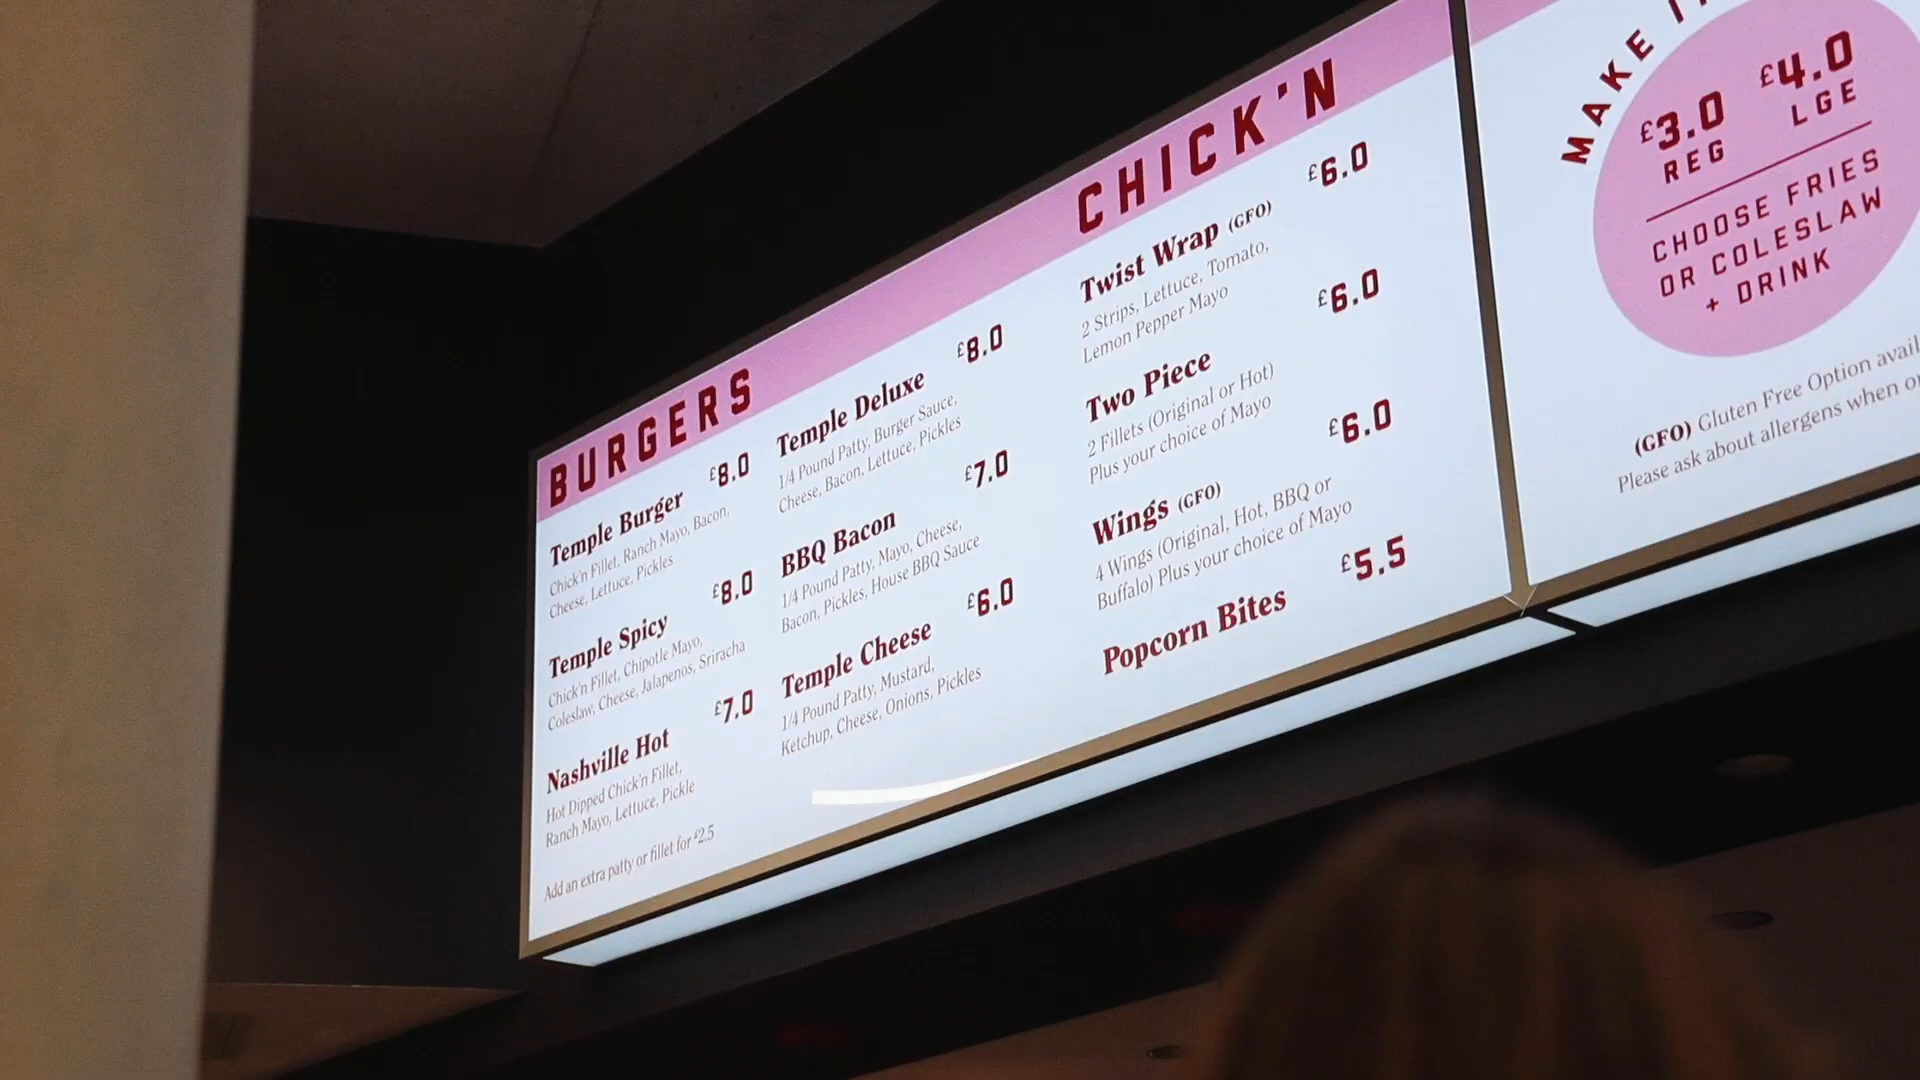 BURGERS
£8.0
Temple Burger
Chick'n Fillet, Ranch Mayo, Bacon,
Cheese, Lettuce, Pickles
£8.0
Temple Spicy
Chick'n Fillet, Chipotle Mayo,
Coleslaw, Cheese, Jalapenos, Sriracha
£7.0
Nashville Hot
Hot Dipped Chick'n Fillet,
Ranch Mayo, Lettuce, Pickle
Add an extra patty or fillet for £2.5
£8.0
Temple Deluxe
1/4 Pound Patty, Burger Sauce,
Cheese, Bacon, Lettuce, Pickles
£7.0
BBQ Bacon
1/4 Pound Patty, Mayo, Cheese,
Bacon, Pickles, House BBQ Sauce
£6.0
Temple Cheese
1/4 Pound Patty, Mustard,
Ketchup, Cheese, Onions, Pickles
CHICK'N
£6.0
Twist Wrap (GFO)
2 Strips, Lettuce, Tomato,
Lemon Pepper Mayo
£6.0
Two Piece
2 Fillets (Original or Hot)
Plus your choice of Mayo
£6.0
Wings (GFO)
4 Wings (Original, Hot, BBQ or
Buffalo) Plus your choice of Mayo
£5.5
Popcorn Bites
MAKE
£3.0 £4.0
REG LGE
CHOOSE FRIES
OR COLESLAW
+ DRINK
(GFO) Gluten Free Option
Please ask about allergens when